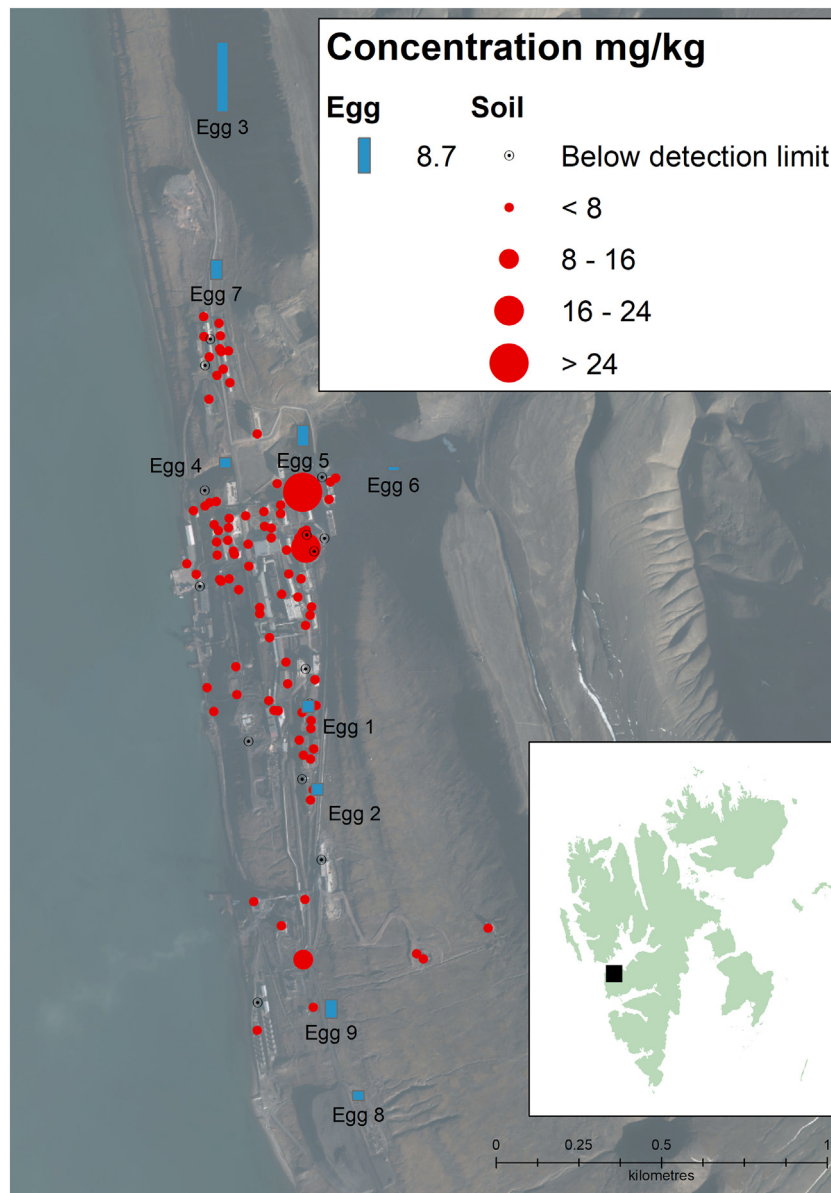 Concentration mg/kg
Egg Soil
8.7 Below detection limit
< 8
8 - 16
16 - 24
> 24
Egg 3
Egg 7
Egg 4
Egg 5
Egg 6
Egg 1
Egg 2
Egg 9
Egg 8
0 0.25 0.5 1
kilometres